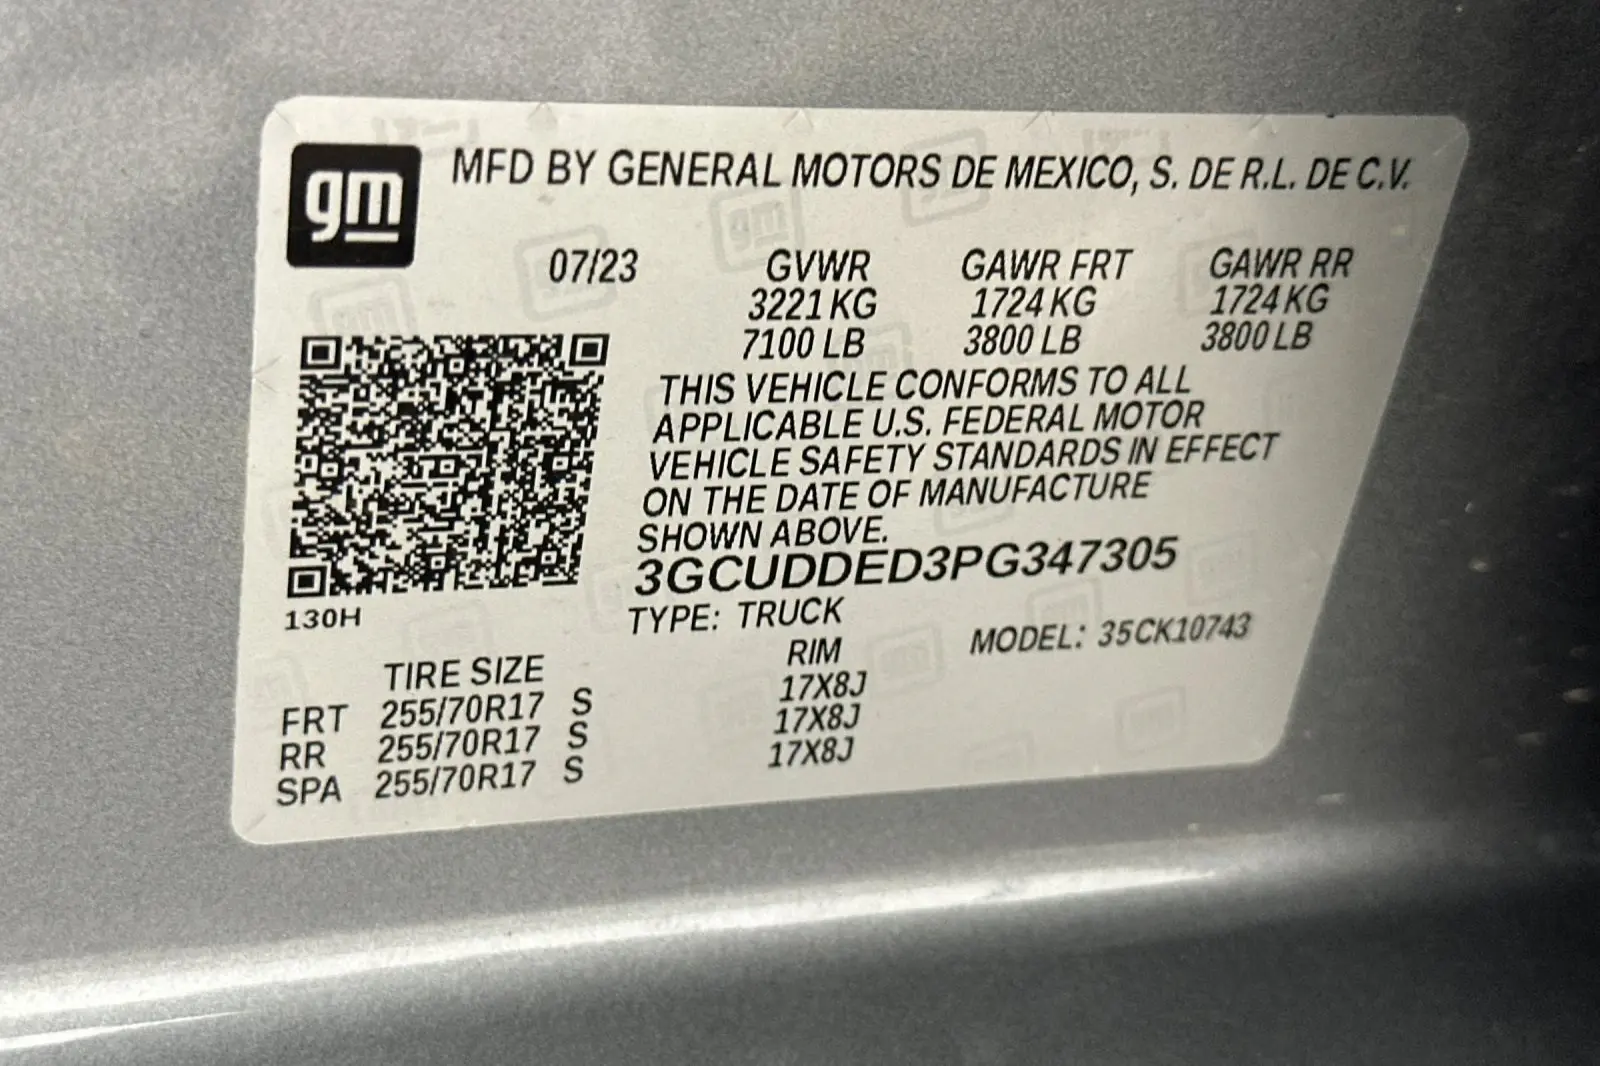 gm
MFD BY GENERAL MOTORS DE MEXICO, S. DE R.L. DE C.V.
07/23 GVWR GAWR FRT GAWR RR
3221 KG 1724 KG 1724 KG
7100 LB 3800 LB 3800 LB
THIS VEHICLE CONFORMS TO ALL
APPLICABLE U.S. FEDERAL MOTOR
VEHICLE SAFETY STANDARDS IN EFFECT
ON THE DATE OF MANUFACTURE
SHOWN ABOVE.
3GCUDDED3PG347305
130H
TYPE: TRUCK MODEL: 35CK10743
TIRE SIZE RIM
FRT 255/70R17 S 17X8J
RR 255/70R17 S 17X8J
SPA 255/70R17 S 17X8J